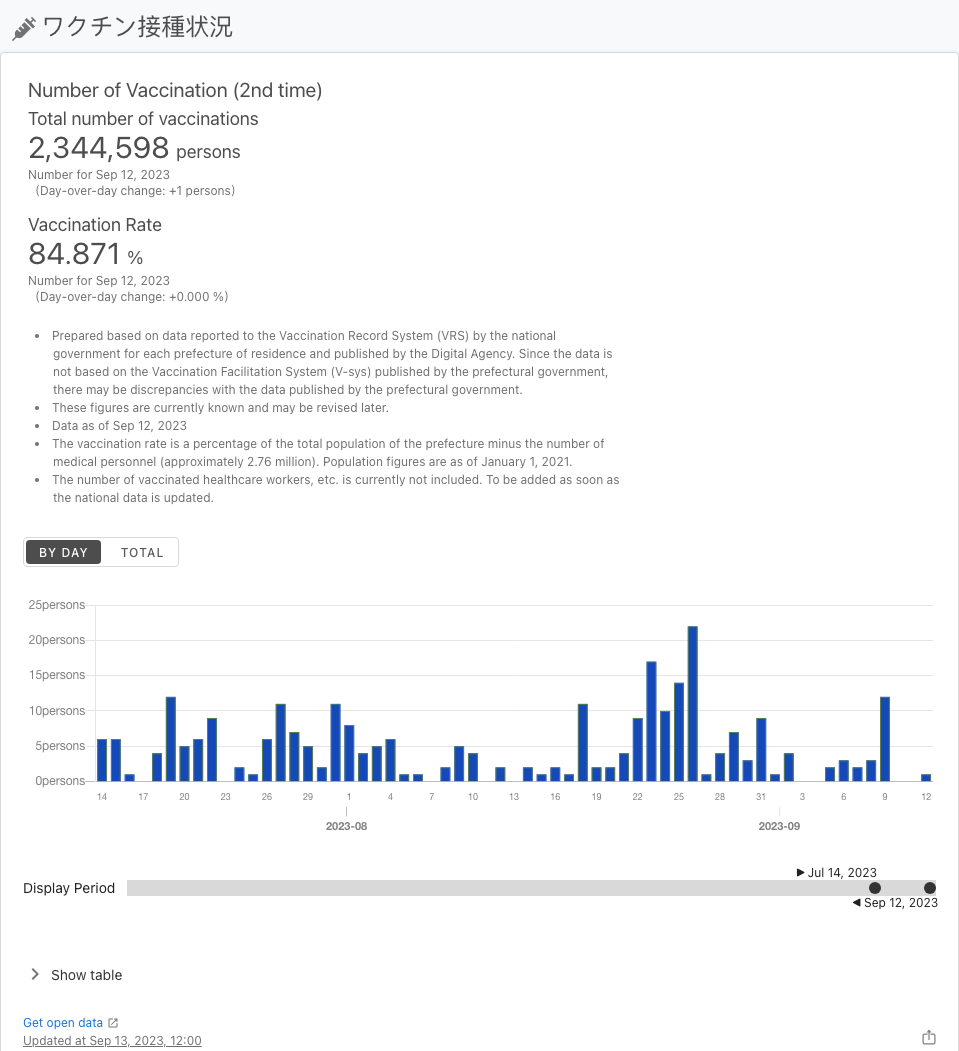 ワクチン接種状況
Number of Vaccination (2nd time)
Total number of vaccinations
2,344,598 persons
Number for Sep 12, 2023
(Day-over-day change: +1 persons)
Vaccination Rate
84.871 %
Number for Sep 12, 2023
(Day-over-day change: +0.000 %)
• Prepared based on data reported to the Vaccination Record System (VRS) by the national
government for each prefecture of residence and published by the Digital Agency. Since the data is
not based on the Vaccination Facilitation System (V-sys) published by the prefectural government,
there may be discrepancies with the data published by the prefectural government.
• These figures are currently known and may be revised later.
• Data as of Sep 12, 2023
• The vaccination rate is a percentage of the total population of the prefecture minus the number of
medical personnel (approximately 2.76 million). Population figures are as of January 1, 2021.
• The number of vaccinated healthcare workers, etc. is currently not included. To be added as soon as
the national data is updated.
BY DAY TOTAL
25persons
20persons
15persons
10persons
5persons
0persons
14 17 20 23 26 29 1 4 7 10 13 16 19 22 25 28 31 3 6 9 12
2023-08 2023-09
Jul 14, 2023
Display Period
Sep 12, 2023
Show table
Get open data
Updated at Sep 13, 2023, 12:00